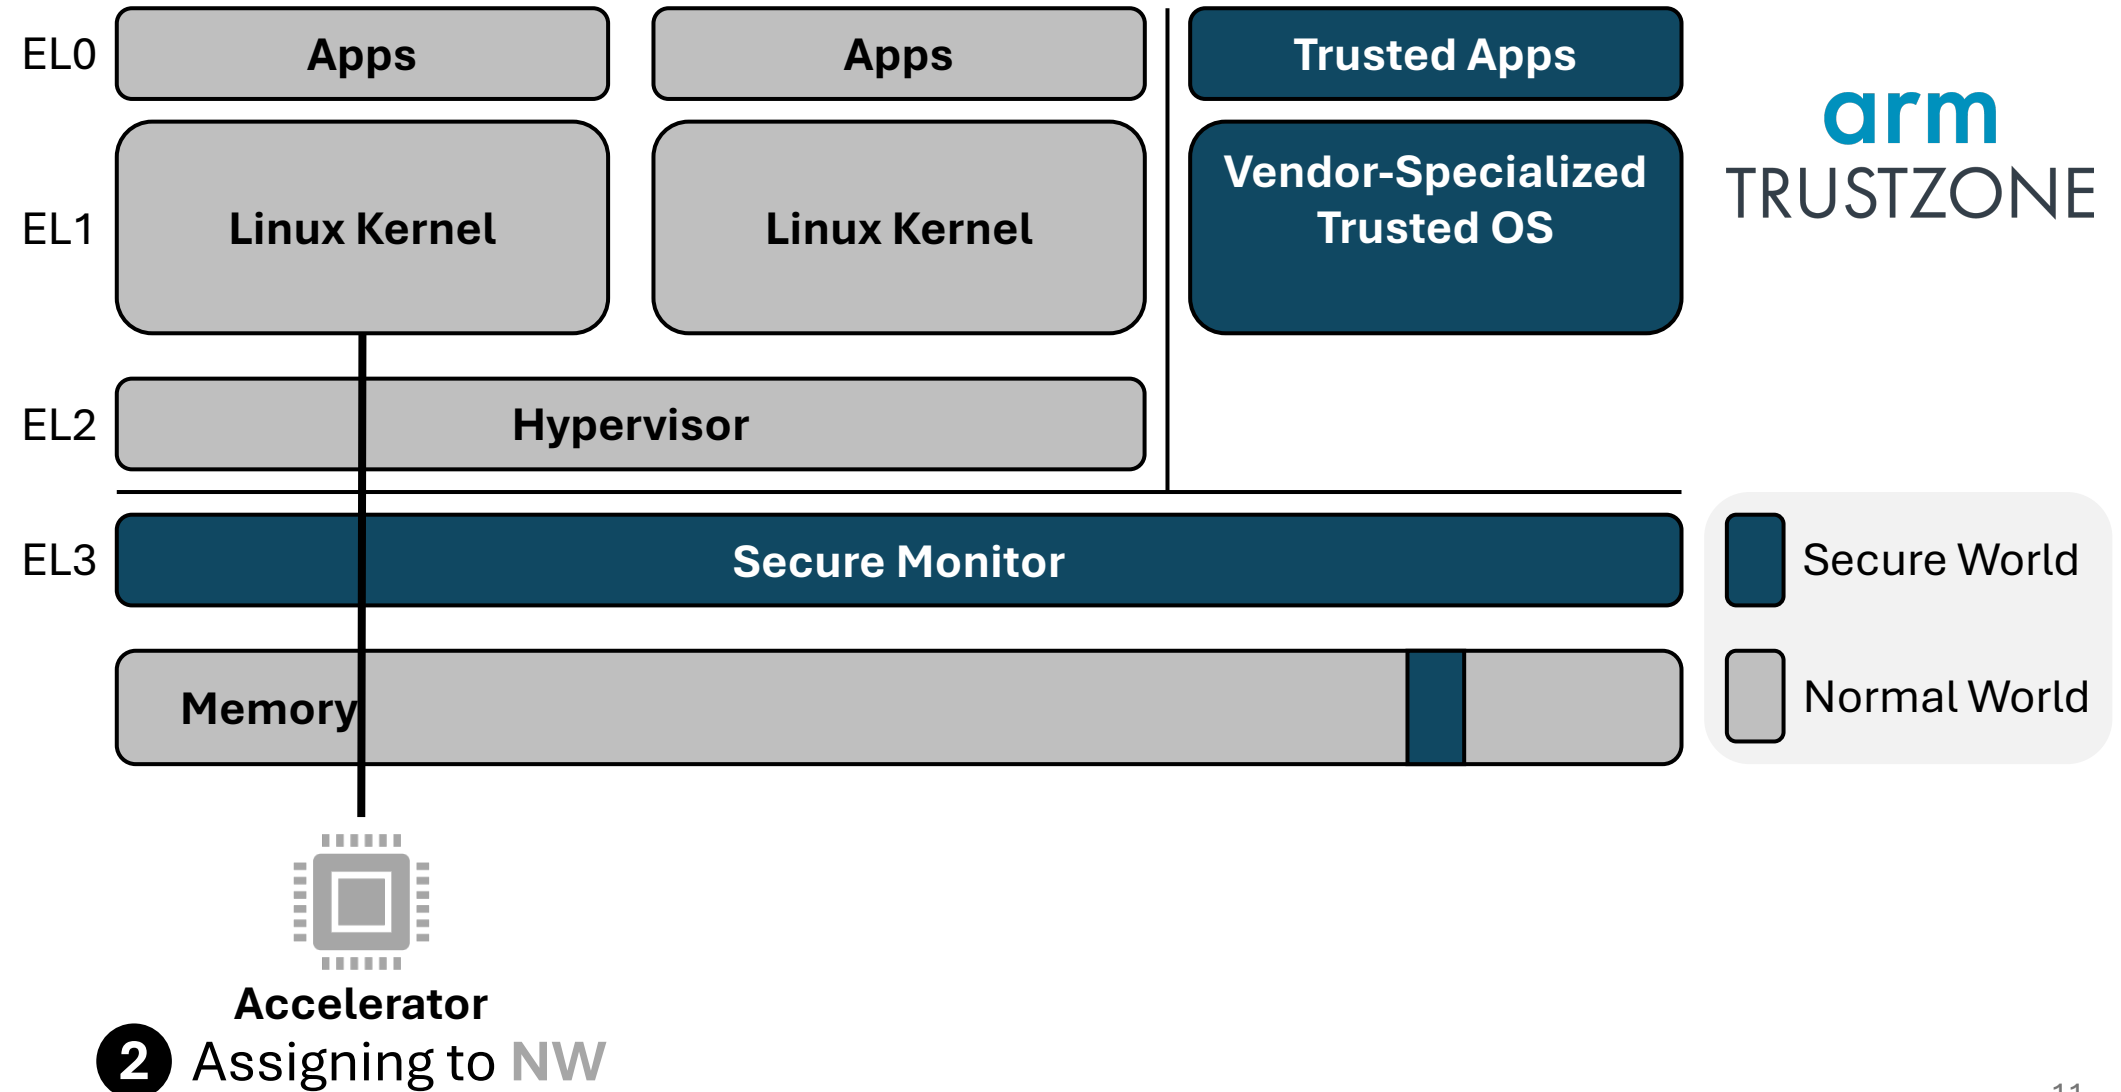 EL0
Apps
Apps
Trusted Apps
arm
TRUSTZONE
EL1
Linux Kernel
Linux Kernel
Vendor-Specialized
Trusted OS
EL2
Hypervisor
EL3
Secure Monitor
Secure World
Memory
Normal World
Accelerator
2 Assigning to NW
11